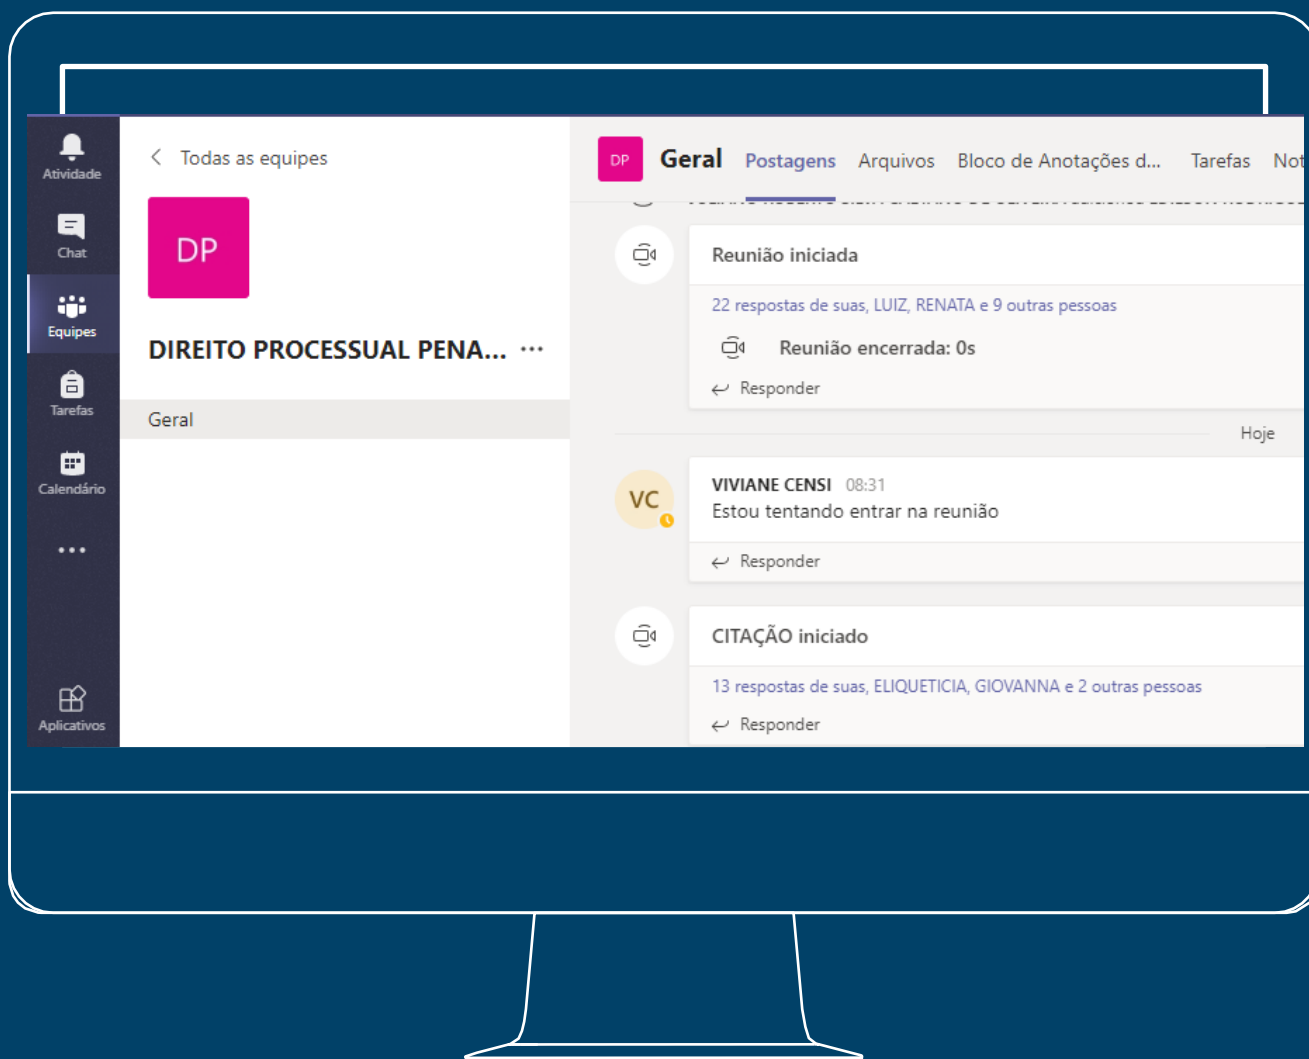 Atividade
Chat
Equipes
Tarefas
Calendário
Aplicativos
Todas as equipes
DP
DIREITO PROCESSUAL PENA... ...
Geral
DP Geral Postagens Arquivos Bloco de Anotações d... Tarefas Not
Reunião iniciada
22 respostas de suas, LUIZ, RENATA e 9 outras pessoas
Reunião encerrada: 0s
Responder
Hoje
VC
VIVIANE CENSI 08:31
Estou tentando entrar na reunião
Responder
CITAÇÃO iniciado
13 respostas de suas, ELIQUETICIA, GIOVANNA e 2 outras pessoas
Responder